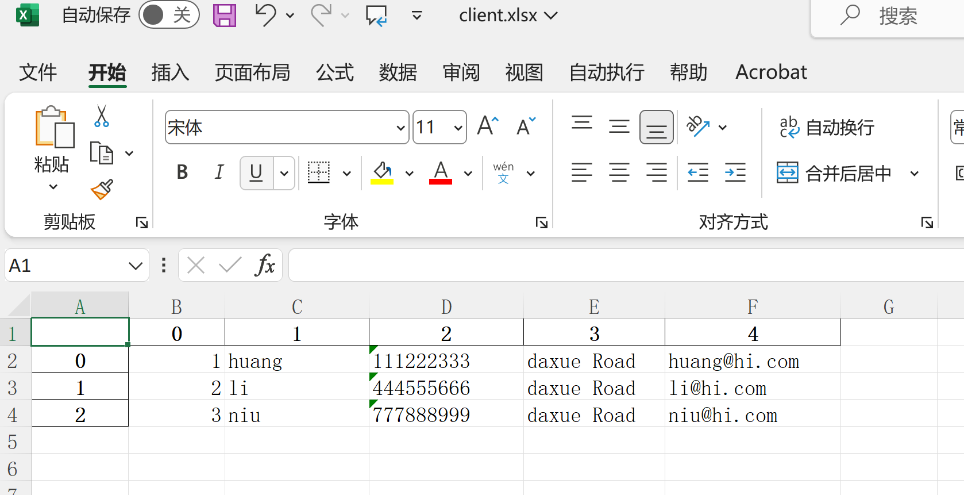 自动保存 关 client.xlsx 搜索
文件 开始 插入 页面布局 公式 数据 审阅 视图 自动执行 帮助 Acrobat
宋体 11 A A ab 自动换行
粘贴 B I U A wén 文 合并后居中
剪贴板 字体 对齐方式
A1 fx
A B C D E F G
1 0 1 2 3 4
2 0 1 huang 111222333 daxue Road huang@hi.com
3 1 2 li 444555666 daxue Road li@hi.com
4 2 3 niu 777888999 daxue Road niu@hi.com
5
6
7